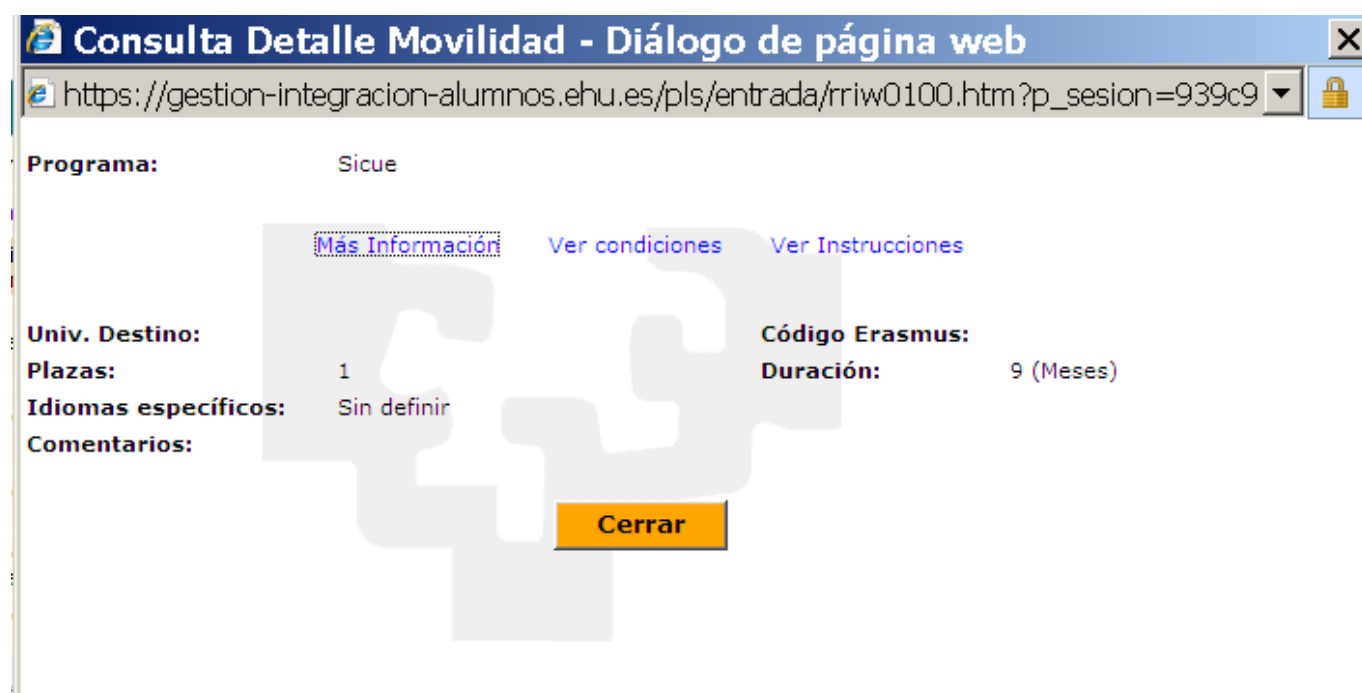 Consulta Detalle Movilidad - Diálogo de página web
https://gestion-integracion-alumnos.ehu.es/pls/entrada/rriw0100.htm?p_sesion=939c9
Programa: Sicue
Más Información Ver condiciones Ver Instrucciones
Univ. Destino: Código Erasmus:
Plazas: 1 Duración: 9 (Meses)
Idiomas específicos: Sin definir
Comentarios:
Cerrar